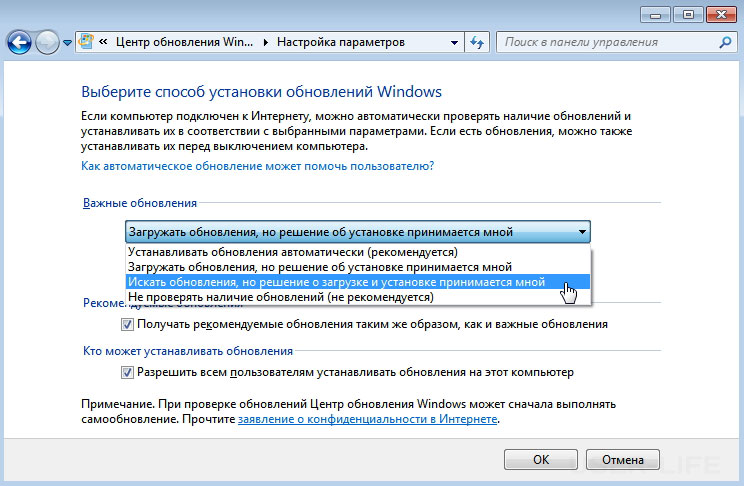 « Центр обновления Win... Настройка параметров Поиск в панели управления
Выберите способ установки обновлений Windows
Если компьютер подключен к Интернету, можно автоматически проверять наличие обновлений и
устанавливать их в соответствии с выбранными параметрами. Если есть обновления, можно также
устанавливать их перед выключением компьютера.
Как автоматическое обновление может помочь пользователю?
Важные обновления
Загружать обновления, но решение об установке принимается мной
Устанавливать обновления автоматически (рекомендуется)
Загружать обновления, но решение об установке принимается мной
Искать обновления, но решение о загрузке и установке принимается мной
Не проверять наличие обновлений (не рекомендуется)
Рекомендуемые обновления
Получать рекомендуемые обновления таким же образом, как и важные обновления
Кто может устанавливать обновления
Разрешить всем пользователям устанавливать обновления на этот компьютер
Примечание. При проверке обновлений Центр обновления Windows может сначала выполнять
самообновление. Прочтите заявление о конфиденциальности в Интернете.
ОК Отмена